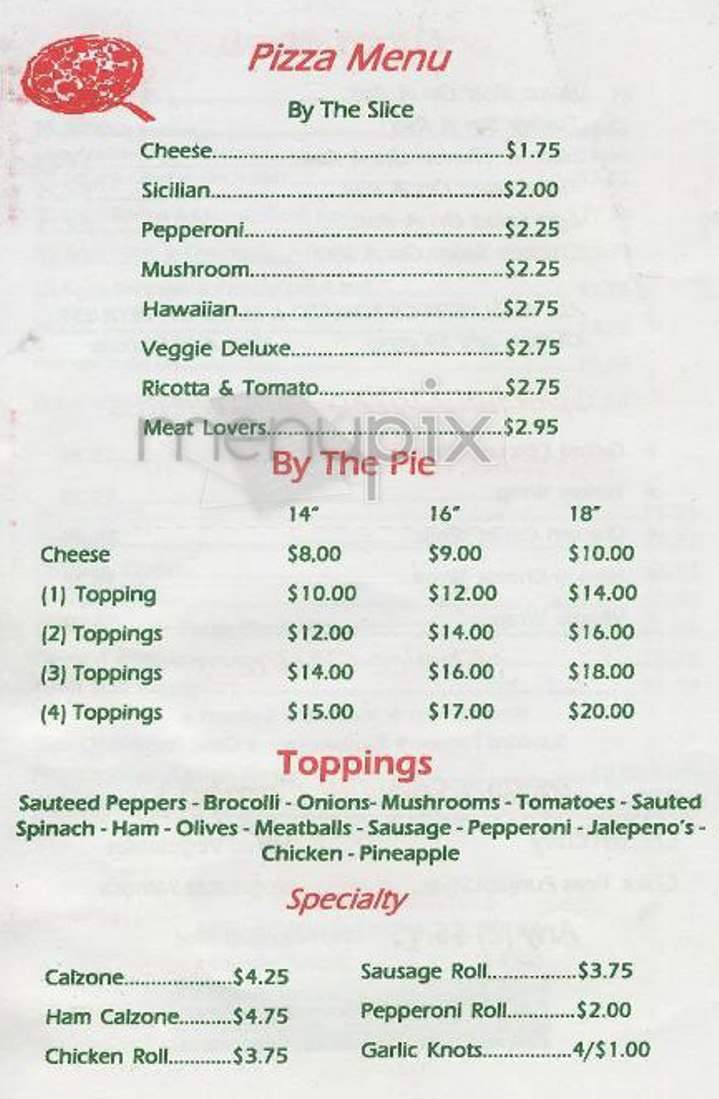 Pizza Menu
By The Slice
Cheese.................................................$1.75
Sicilian.................................................$2.00
Pepperoni............................................$2.25
Mushroom...........................................$2.25
Hawaiian.............................................$2.75
Veggie Deluxe....................................$2.75
Ricotta & Tomato...............................$2.75
Meat Lovers........................................$2.95
menupix
By The Pie
14" 16" 18"
Cheese $8.00 $9.00 $10.00
(1) Topping $10.00 $12.00 $14.00
(2) Toppings $12.00 $14.00 $16.00
(3) Toppings $14.00 $16.00 $18.00
(4) Toppings $15.00 $17.00 $20.00
Toppings
Sauteed Peppers - Brocolli - Onions- Mushrooms - Tomatoes - Sauted
Spinach - Ham - Olives - Meatballs - Sausage - Pepperoni - Jalepeno's -
Chicken - Pineapple
Specialty
Calzone....................$4.25
Ham Calzone..........$4.75
Chicken Roll............$3.75
Sausage Roll.................$3.75
Pepperoni Roll.............$2.00
Garlic Knots.................4/$1.00